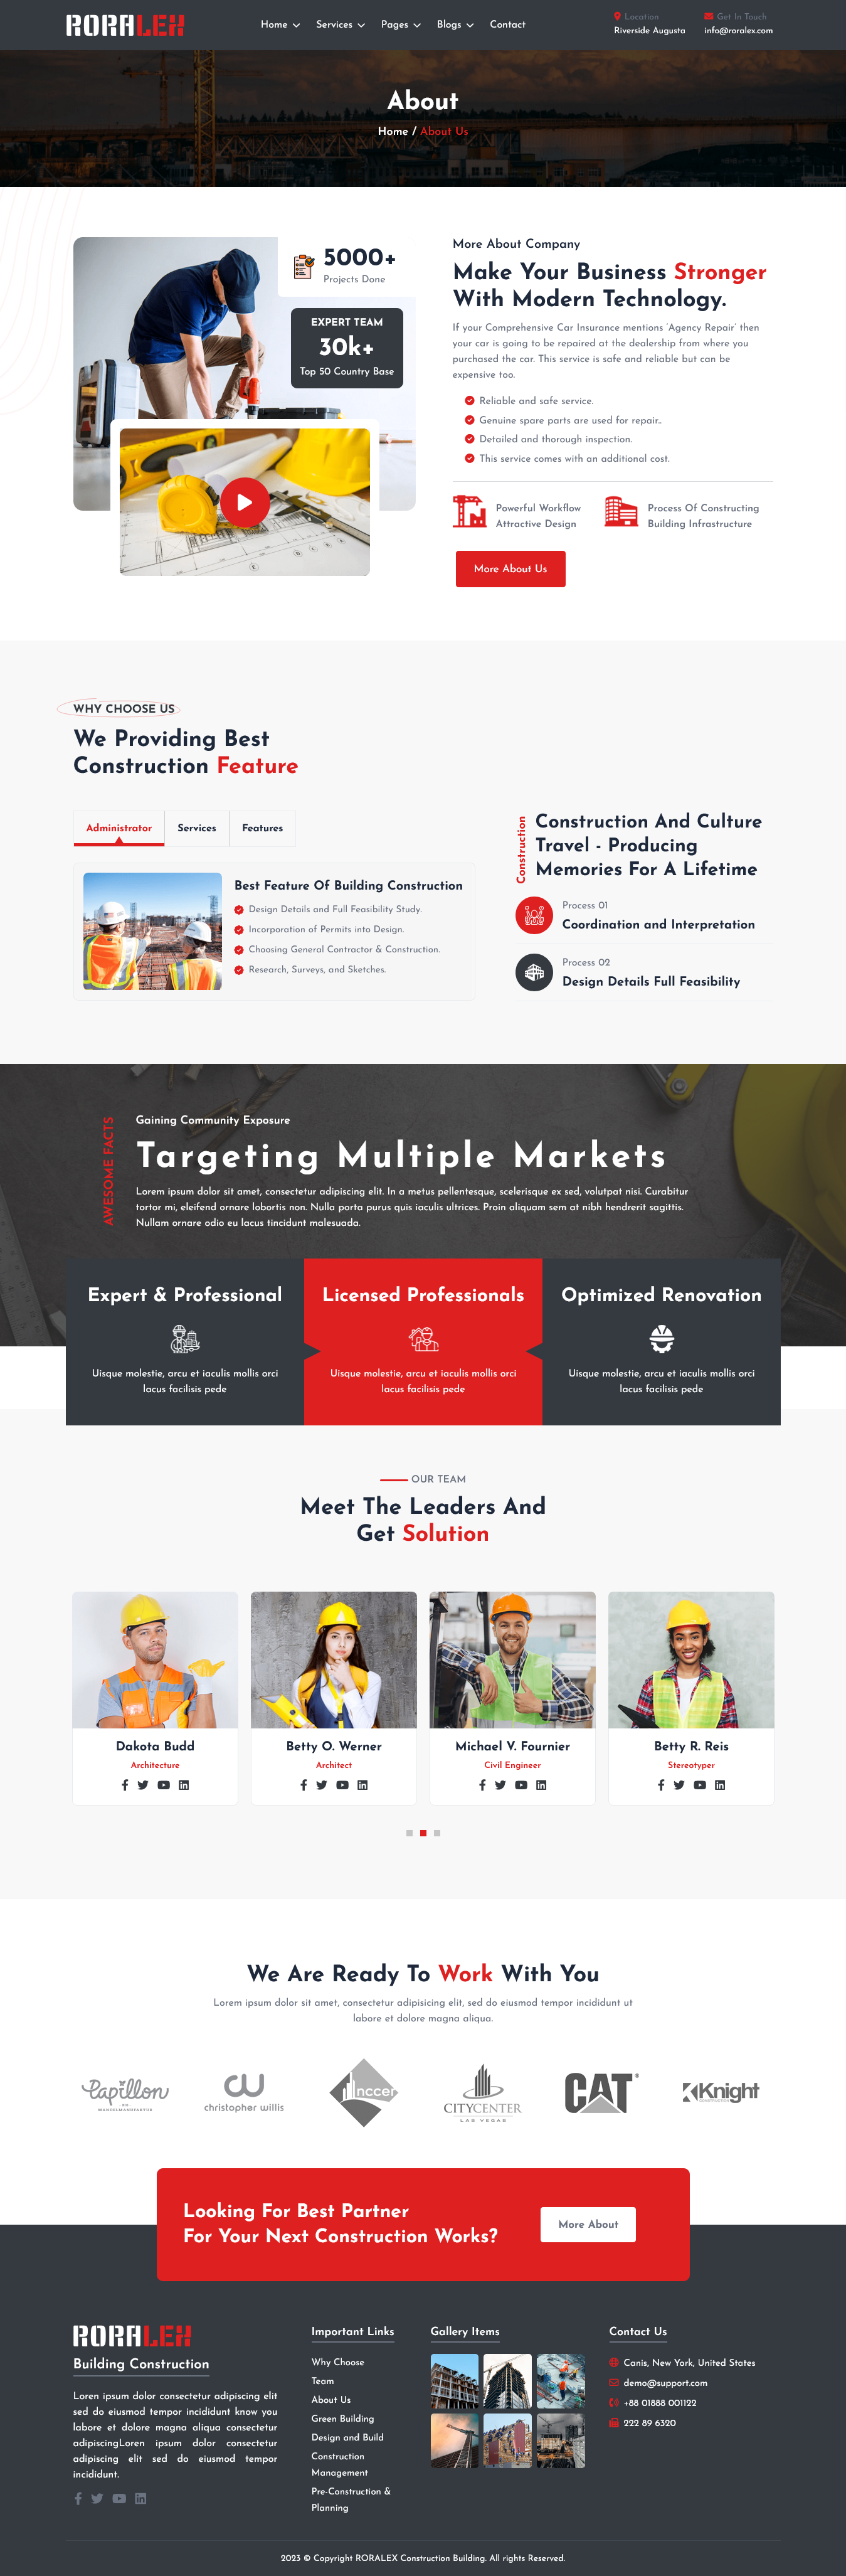 RORALEX
Home Services Pages Blogs Contact
Location
Riverside Augusta
Get In Touch
info@roralex.com
About
Home / About Us
5000+
Projects Done
EXPERT TEAM
30k+
Top 50 Country Base
More About Company
Make Your Business Stronger
With Modern Technology.
If your Comprehensive Car Insurance mentions ‘Agency Repair’ then
your car is going to be repaired at the dealership from where you
purchased the car. This service is safe and reliable but can be
expensive too.
Reliable and safe service.
Genuine spare parts are used for repair..
Detailed and thorough inspection.
This service comes with an additional cost.
Powerful Workflow
Attractive Design
Process Of Constructing
Building Infrastructure
More About Us
WHY CHOOSE US
We Providing Best
Construction Feature
Administrator
Services
Features
Best Feature Of Building Construction
Design Details and Full Feasibility Study.
Incorporation of Permits into Design.
Choosing General Contractor & Construction.
Research, Surveys, and Sketches.
Construction
Construction And Culture
Travel - Producing
Memories For A Lifetime
Process 01
Coordination and Interpretation
Process 02
Design Details Full Feasibility
AWESOME FACTS
Gaining Community Exposure
Targeting Multiple Markets
Lorem ipsum dolor sit amet, consectetur adipiscing elit. In a metus pellentesque, scelerisque ex sed, volutpat nisi. Curabitur
tortor mi, eleifend ornare lobortis non. Nulla porta purus quis iaculis ultrices. Proin aliquam sem at nibh hendrerit sagittis.
Nullam ornare odio eu lacus tincidunt malesuada.
Expert & Professional
Uisque molestie, arcu et iaculis mollis orci
lacus facilisis pede
Licensed Professionals
Uisque molestie, arcu et iaculis mollis orci
lacus facilisis pede
Optimized Renovation
Uisque molestie, arcu et iaculis mollis orci
lacus facilisis pede
OUR TEAM
Meet The Leaders And
Get Solution
Dakota Budd
Architecture
Betty O. Werner
Architect
Michael V. Fournier
Civil Engineer
Betty R. Reis
Stereotyper
We Are Ready To Work With You
Lorem ipsum dolor sit amet, consectetur adipisicing elit, sed do eiusmod tempor incididunt ut
labore et dolore magna aliqua.
Papillon
MANDELMANUFAKTUR
christopher willis
nccer
CITYCENTER
LAS VEGAS
CAT
Knight
CONSTRUCTION
Looking For Best Partner
For Your Next Construction Works?
More About
RORALEX
Building Construction
Loren ipsum dolor consectetur adipiscing elit
sed do eiusmod tempor incididunt know you
labore et dolore magna aliqua consectetur
adipiscingLoren ipsum dolor consectetur
adipiscing elit sed do eiusmod tempor
incididunt.
Important Links
Why Choose
Team
About Us
Green Building
Design and Build
Construction
Management
Pre-Construction &
Planning
Gallery Items
Contact Us
Canis, New York, United States
demo@support.com
+88 01888 001122
222 89 6320
2023 © Copyright RORALEX Construction Building. All rights Reserved.